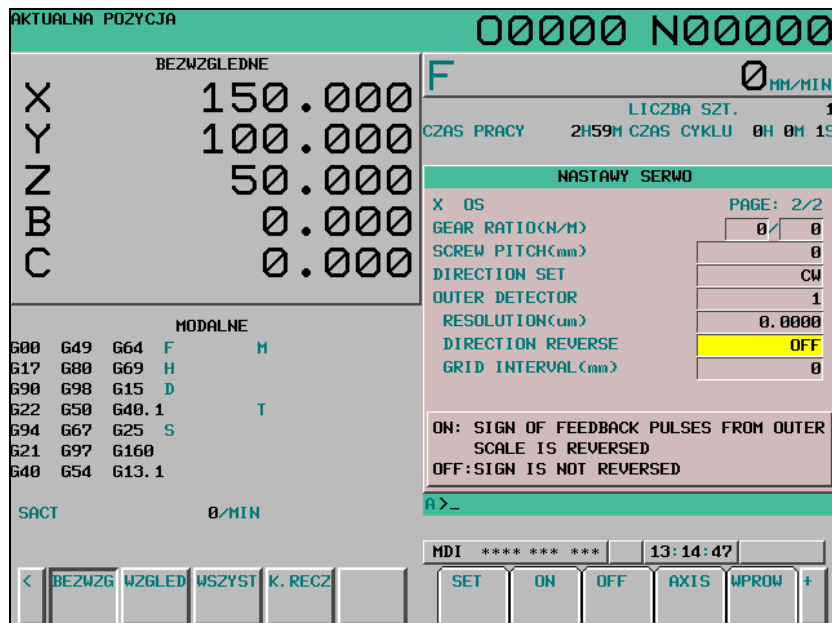 AKTUALNA POZYCJA
O0000 N00000
BEZWZGLEDNE
X 150.000
Y 100.000
Z 50.000
B 0.000
C 0.000
F 0 MM/MIN
LICZBA SZT. 1
CZAS PRACY 2H59M CZAS CYKLU 0H 0M 1S
NASTAWY SERWO
X OS PAGE: 2/2
GEAR RATIO(N/M) 0/ 0
SCREW PITCH(mm) 0
DIRECTION SET CW
OUTER DETECTOR 1
RESOLUTION(um) 0.0000
DIRECTION REVERSE OFF
GRID INTERVAL(mm) 0
ON: SIGN OF FEEDBACK PULSES FROM OUTER
SCALE IS REVERSED
OFF:SIGN IS NOT REVERSED
MODALNE
G00 G49 G64 F M
G17 G80 G69 H
G90 G98 G15 D
G22 G50 G40.1 T
G94 G67 G25 S
G21 G97 G160
G40 G54 G13.1
SACT 0/MIN
A>_
MDI **** *** *** 13:14:47
< BEZWZG WZGLED WSZYST K.RECZ
SET ON OFF AXIS WPROW +